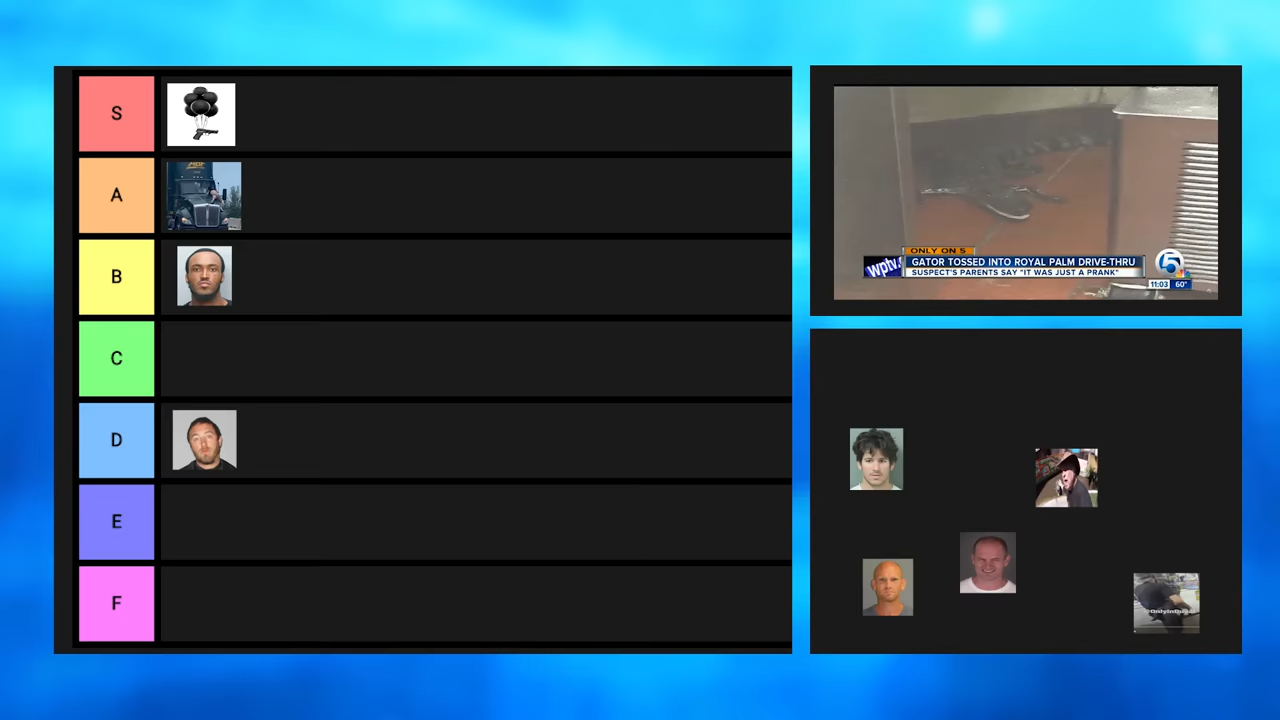 S
A
B
C
D
E
F
ONLY ON 5
wptv
GATOR TOSSED INTO ROYAL PALM DRIVE-THRU
SUSPECT'S PARENTS SAY "IT WAS JUST A PRANK"
5
11:03 60°